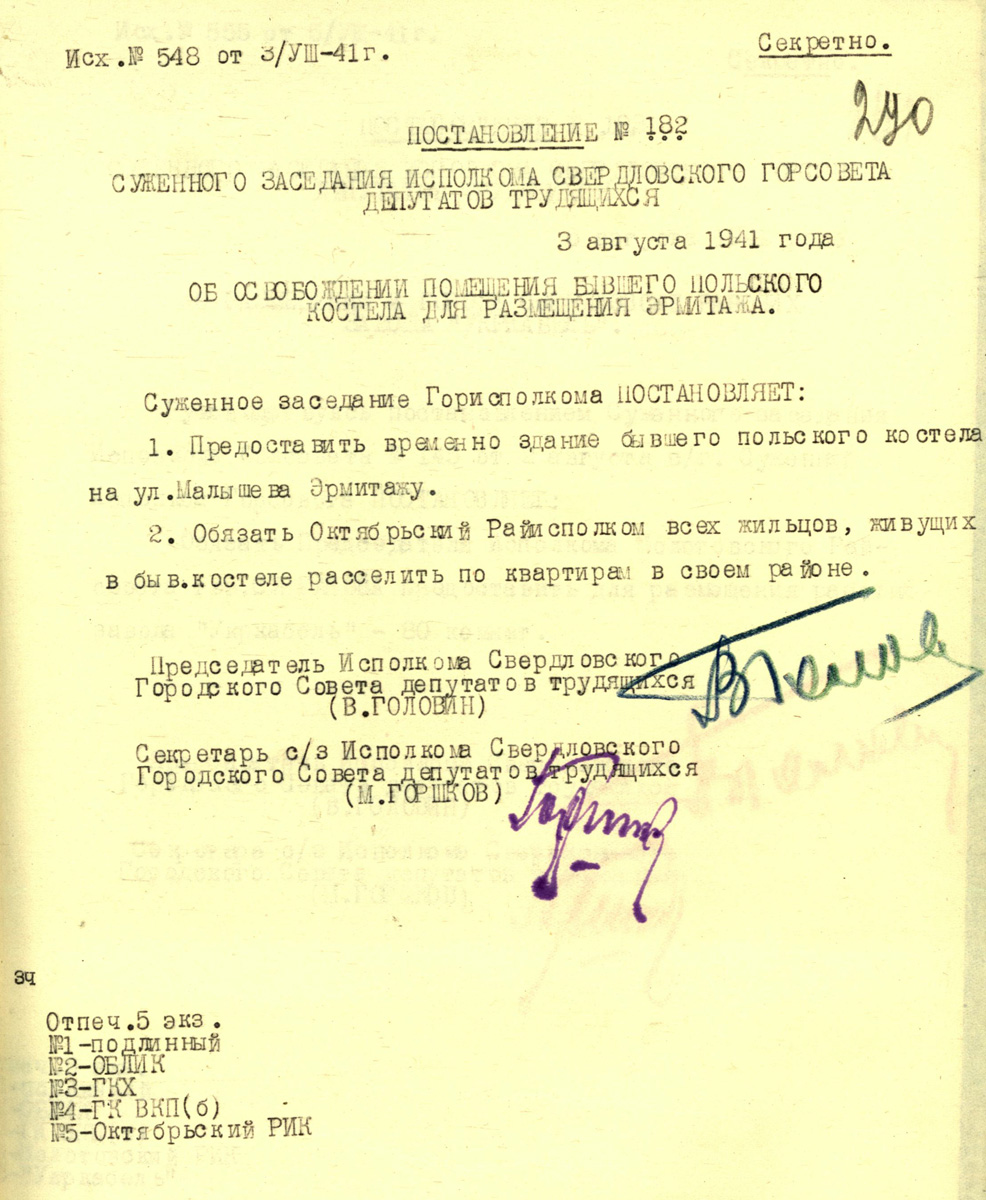 Исх.№ 548 от 3/УШ-41г.
Секретно.
290
ПОСТАНОВЛЕНИЕ № 182
СУЖЕННОГО ЗАСЕДАНИЯ ИСПОЛКОМА СВЕРДЛОВСКОГО ГОРСОВЕТА
ДЕПУТАТОВ ТРУДЯЩИХСЯ
3 августа 1941 года
ОБ ОСВОБОЖДЕНИИ ПОМЕЩЕНИЯ БЫВШЕГО ПОЛЬСКОГО
КОСТЕЛА ДЛЯ РАЗМЕЩЕНИЯ ЭРМИТАЖА.
Суженное заседание Горисполкома ПОСТАНОВЛЯЕТ:
1. Предоставить временно здание бывшего польского костела
на ул.Малышева Эрмитажу.
2. Обязать Октябрьский Райисполком всех жильцов, живущих
в быв.костеле расселить по квартирам в своем районе.
Председатель Исполкома Свердловского
Городского Совета депутатов трудящихся
(В.ГОЛОВИН)
Секретарь с/з Исполкома Свердловского
Городского Совета депутатов трудящихся
(М.ГОРШКОВ)
зч
Отпеч.5 экз.
№1-подлинный
№2-ОБЛИК
№3-ГКХ
№4-ГК ВКП(б)
№5-Октябрьский РИК